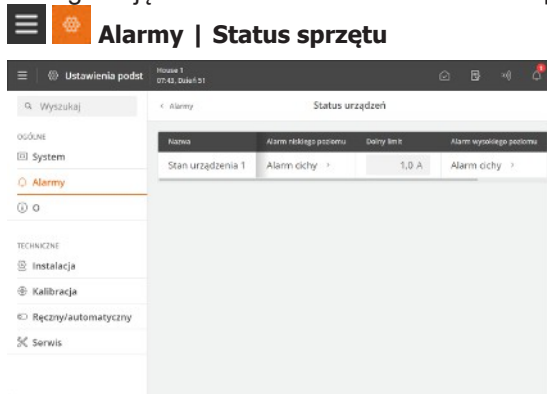 Alarmy | Status sprzętu
Ustawienia podst
House 1
07:43, Dzień 51
Wyszukaj
Alarmy
Status urządzeń
OGÓLNE
System
Alarmy
O
TECHNICZNE
Instalacja
Kalibracja
Ręczny/automatyczny
Serwis
Nazwa Alarm niskiego poziomu Dolny limit Alarm wysokiego poziomu
Stan urządzenia 1 Alarm cichy 1,0 A Alarm cichy